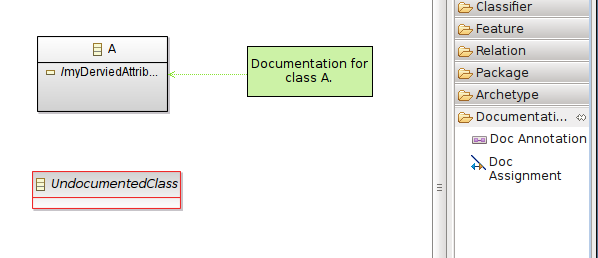 A
/myDerviedAttrib...
Documentation for
class A.
UndocumentedClass
Classifier
Feature
Relation
Package
Archetype
Documentati...
Doc Annotation
Doc
Assignment